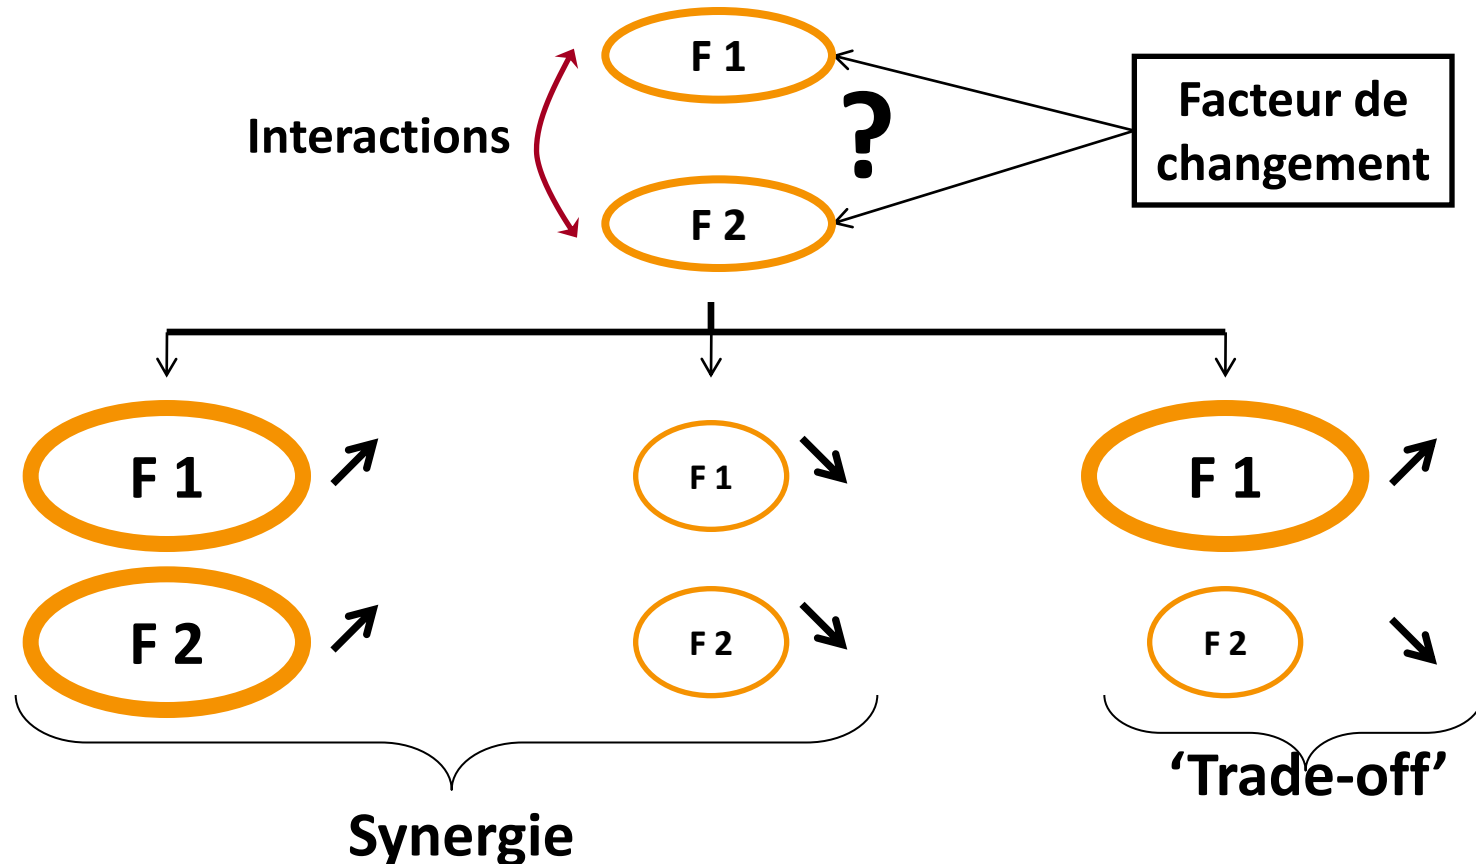 F 1
Interactions
?
Facteur de
changement
F 2
F 1
F 1
F 1
F 2
F 2
F 2
Synergie
‘Trade-off’